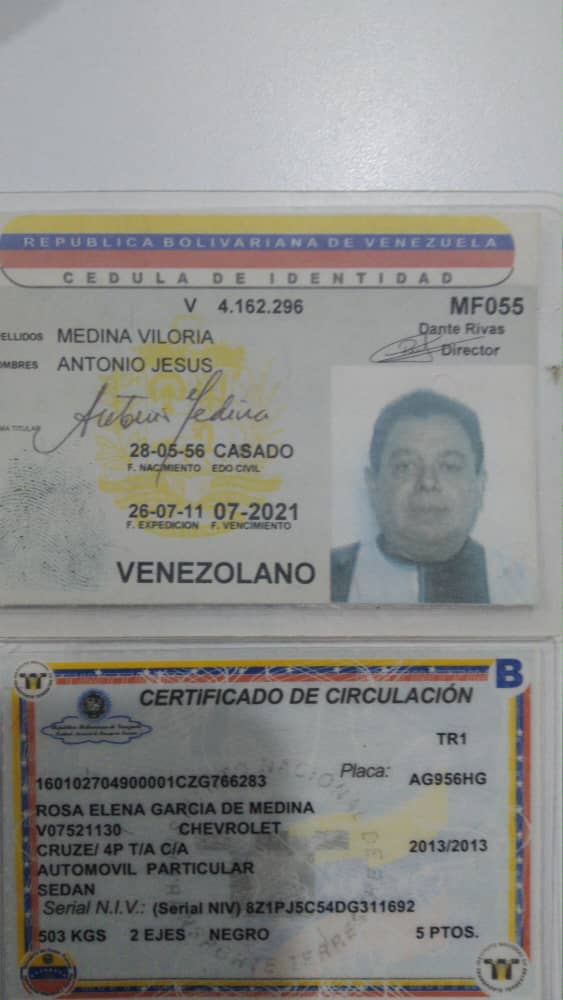 REPUBLICA BOLIVARIANA DE VENEZUELA
CEDULA DE IDENTIDAD
V 4.162.296 MF055
Dante Rivas
Director
ELLIDOS MEDINA VILORIA
OMBRES ANTONIO JESUS
MA TITULAR Antonio Medina
28-05-56 CASADO
F. NACIMIENTO EDO CIVIL
26-07-11 07-2021
F. EXPEDICION F. VENCIMIENTO
VENEZOLANO
B
CERTIFICADO DE CIRCULACIÓN
TR1
160102704900001CZG766283 Placa: AG956HG
ROSA ELENA GARCIA DE MEDINA
V07521130 CHEVROLET
CRUZE/ 4P T/A C/A 2013/2013
AUTOMOVIL PARTICULAR
SEDAN
Serial N.I.V.: (Serial NIV) 8Z1PJ5C54DG311692
503 KGS 2 EJES NEGRO 5 PTOS.